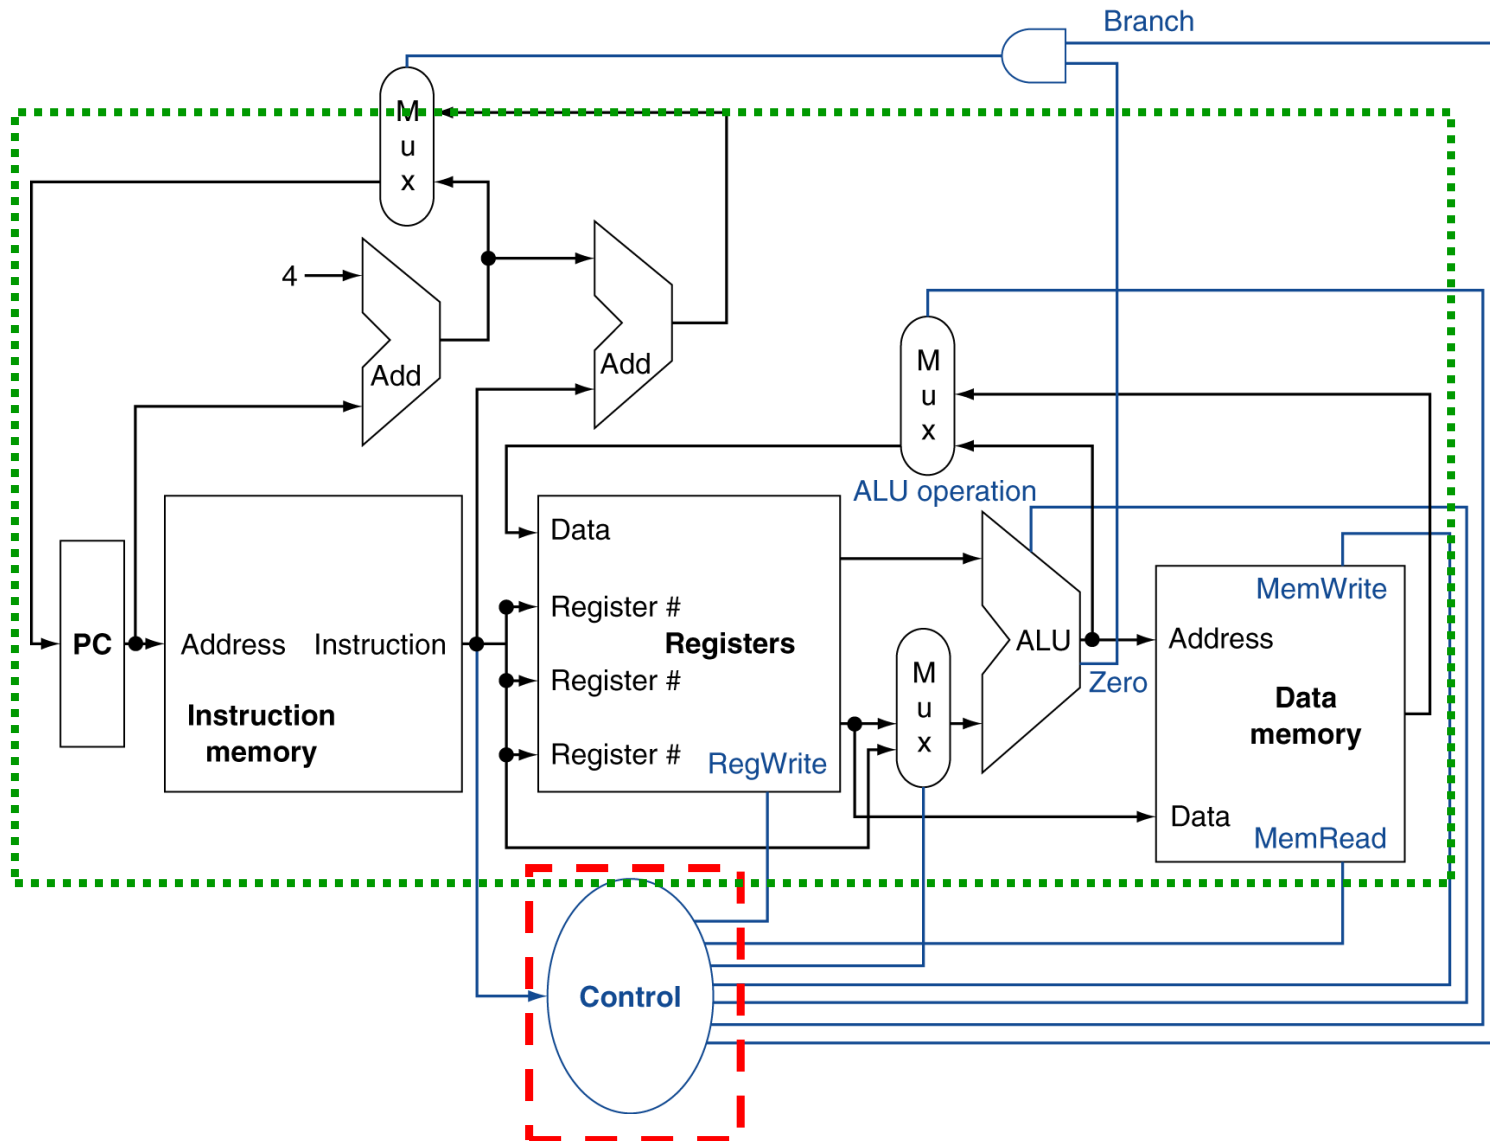 Branch
M
u
x
4
Add
Add
M
u
x
ALU operation
Data
MemWrite
Register #
PC
Address
Instruction
Registers
ALU
Address
M
u
x
Register #
Zero
Instruction
memory
Data
memory
Register #
RegWrite
Data
MemRead
Control